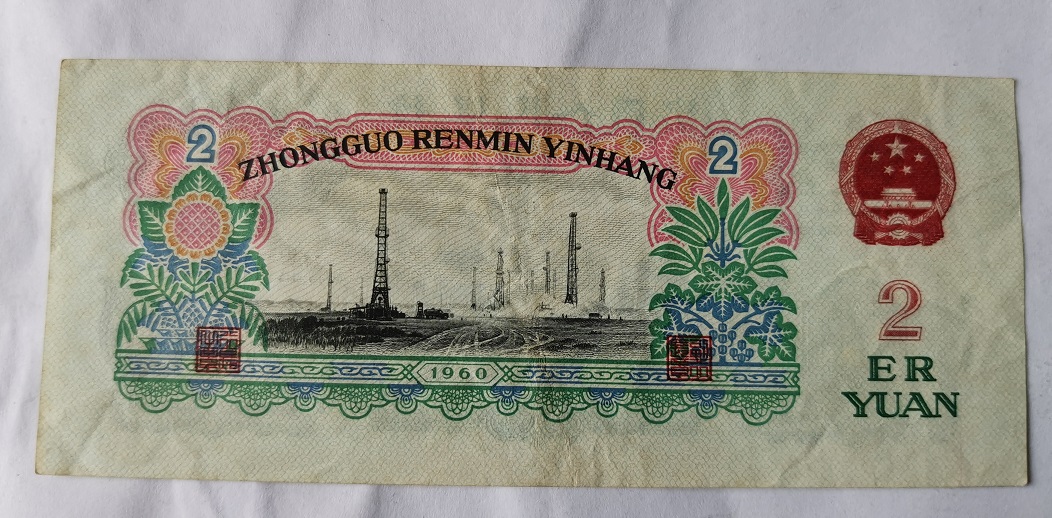 2 2
ZHONGGUO RENMIN YINHANG
2
ER
YUAN
1960